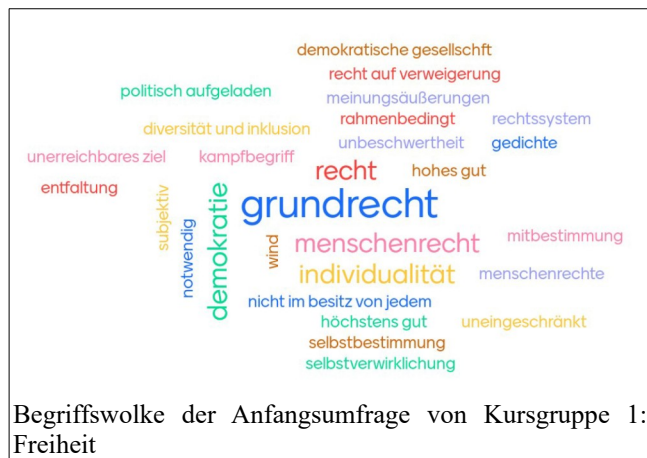 demokratische gesellschft
recht auf verweigerung
politisch aufgeladen
meinungsäußerungen
rahmenbedingt
rechtssystem
diversität und inklusion
unbeschwertheit
gedichte
unerreichbares ziel
kampfbegriff
recht
hohes gut
entfaltung
subjektiv
notwendig
demokratie
grundrecht
wind
menschenrecht
mitbestimmung
individualität
menschenrechte
nicht im besitz von jedem
höchstens gut
uneingeschränkt
selbstbestimmung
selbstverwirklichung
Begriffswolke der Anfangsumfrage von Kursgruppe 1:
Freiheit